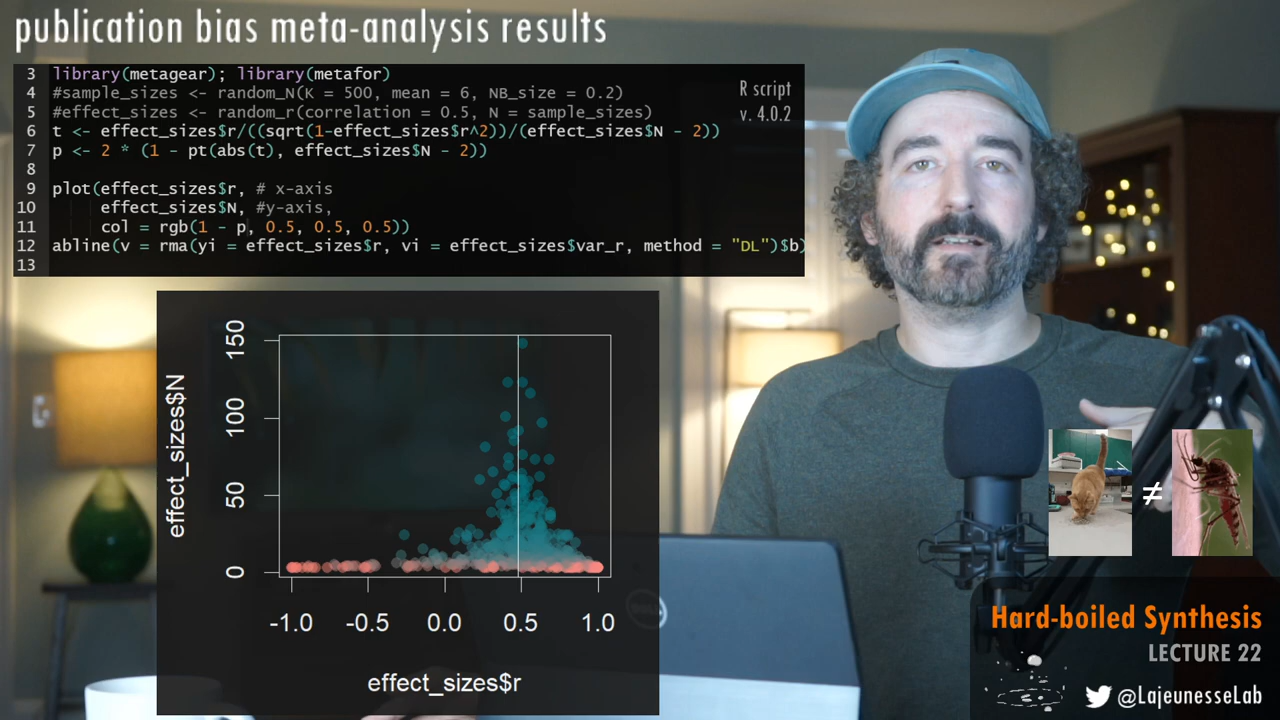 publication bias meta-analysis results
3 library(metagear); library(metafor)
4 #sample_sizes <- random_N(K = 500, mean = 6, NB_size = 0.2)
5 #effect_sizes <- random_r(correlation = 0.5, N = sample_sizes)
6 t <- effect_sizes$r/((sqrt(1-effect_sizes$r^2))/(effect_sizes$N - 2))
7 p <- 2 * (1 - pt(abs(t), effect_sizes$N - 2))
8
9 plot(effect_sizes$r, # x-axis
10 effect_sizes$N, #y-axis,
11 col = rgb(1 - p, 0.5, 0.5, 0.5))
12 abline(v = rma(yi = effect_sizes$r, vi = effect_sizes$var_r, method = "DL")$b)
13
R script
v. 4.0.2
effect_sizes$N
150
100
50
0
-1.0 -0.5 0.0 0.5 1.0
effect_sizes$r
≠
Hard-boiled Synthesis
LECTURE 22
@LajeunesseLab